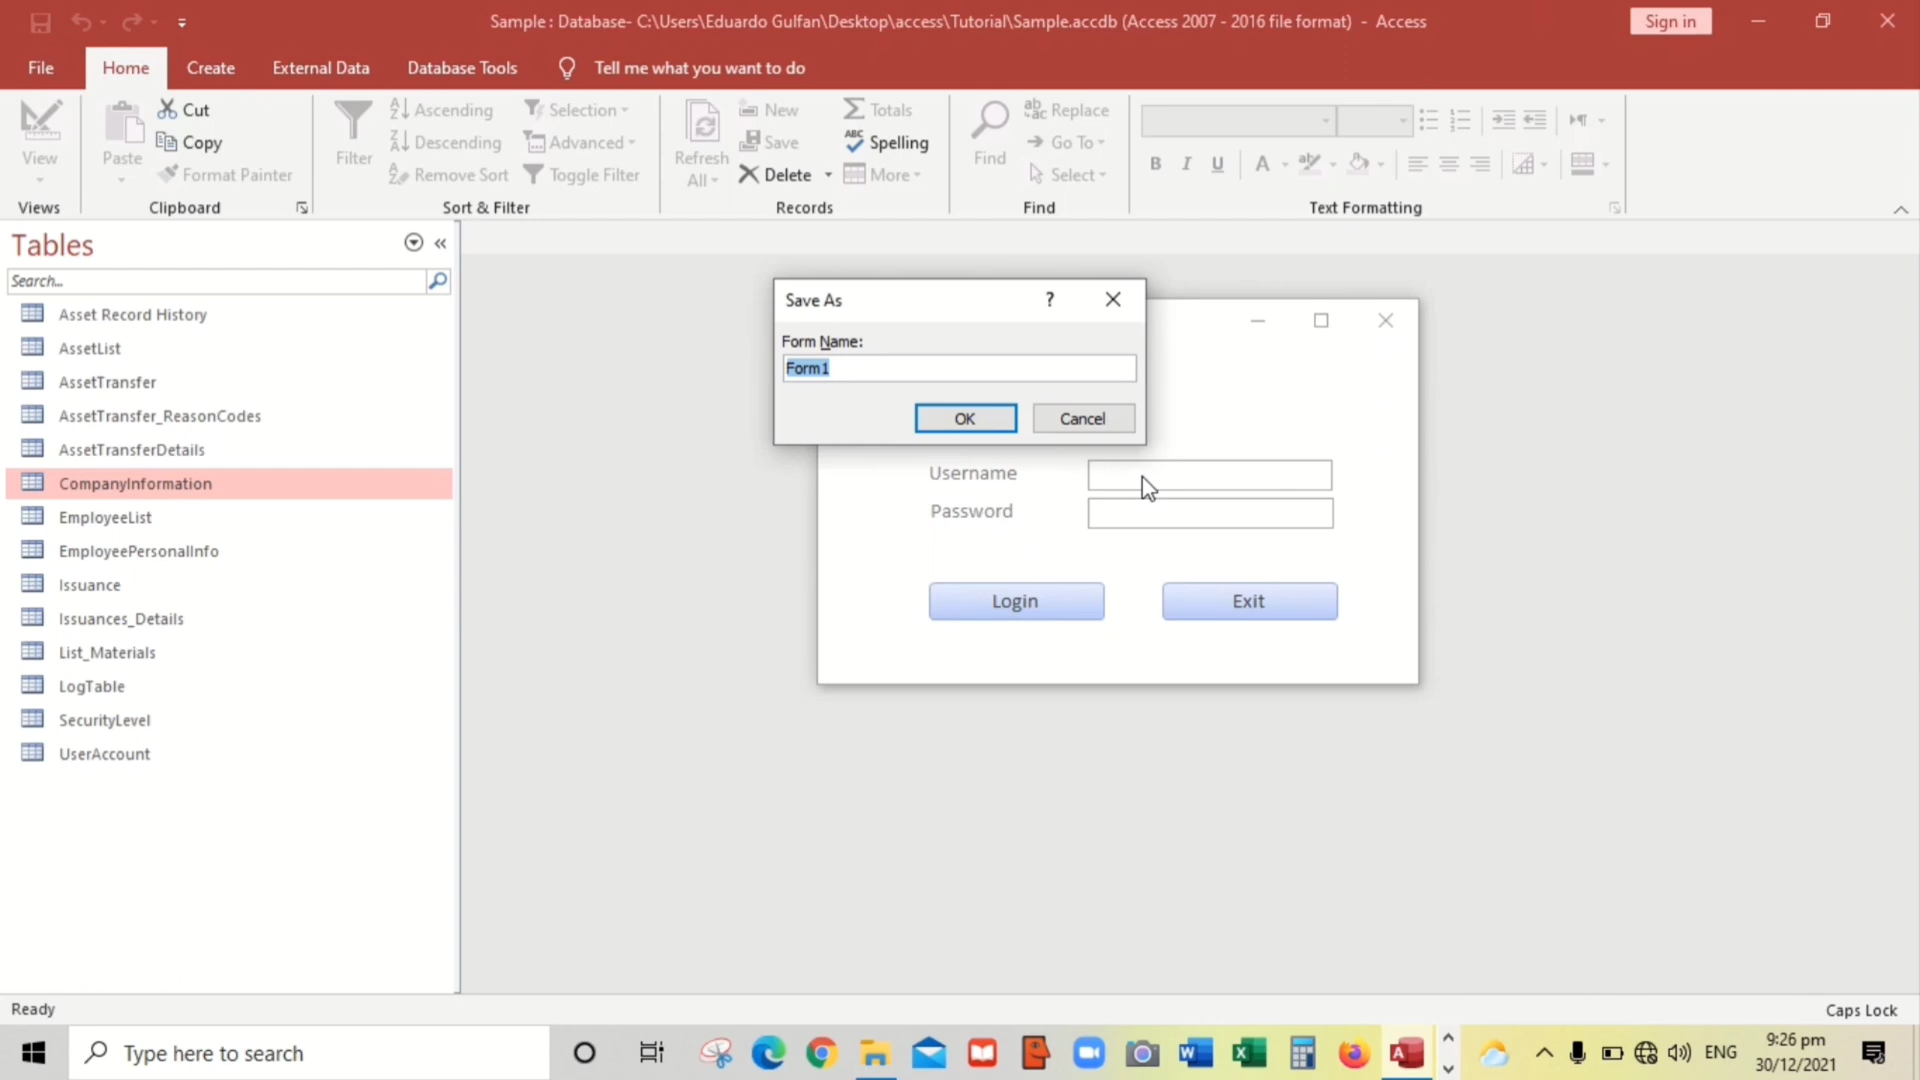 Sample : Database- C:\Users\Eduardo Gulfan\Desktop\access\Tutorial\Sample.accdb (Access 2007 - 2016 file format) - Access
Sign in
File Home Create External Data Database Tools Tell me what you want to do
View
Views
Paste
Cut
Copy
Format Painter
Clipboard
Filter
Ascending
Descending
Remove Sort
Selection
Advanced
Toggle Filter
Sort & Filter
Refresh
All
New
Save
Delete
Totals
Spelling
More
Records
Find
Replace
Go To
Select
Find
B I U A
Text Formatting
Tables
Search...
Asset Record History
AssetList
AssetTransfer
AssetTransfer_ReasonCodes
AssetTransferDetails
CompanyInformation
EmployeeList
EmployeePersonalInfo
Issuance
Issuances_Details
List_Materials
LogTable
SecurityLevel
UserAccount
Save As
?
Form Name:
Form1
OK Cancel
Username
Password
Login Exit
Ready
Caps Lock
Type here to search
ENG
9:26 pm
30/12/2021